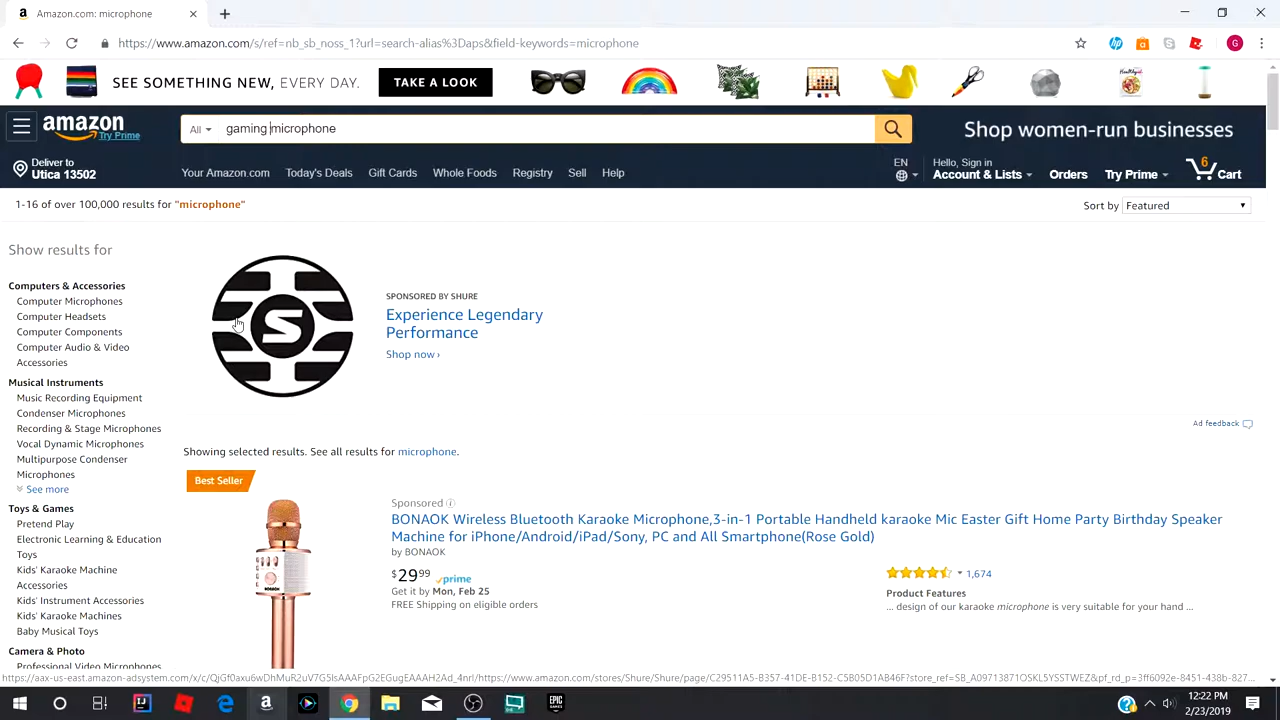 Amazon.com: microphone
https://www.amazon.com/s/ref=nb_sb_noss_1?url=search-alias%3Daps&field-keywords=microphone
G
SEE SOMETHING NEW, EVERY DAY.
TAKE A LOOK
amazon
Try Prime
All
gaming microphone
Shop women-run businesses
Deliver to
Utica 13502
Your Amazon.com
Today's Deals
Gift Cards
Whole Foods
Registry
Sell
Help
EN
Hello, Sign in
Account & Lists
Orders
Try Prime
6
Cart
1-16 of over 100,000 results for "microphone"
Sort by
Featured
Show results for
Computers & Accessories
Computer Microphones
Computer Headsets
Computer Components
Computer Audio & Video
Accessories
Musical Instruments
Music Recording Equipment
Condenser Microphones
Recording & Stage Microphones
Vocal Dynamic Microphones
Multipurpose Condenser
Microphones
See more
Toys & Games
Pretend Play
Electronic Learning & Education
Toys
Kids' Karaoke Machine
Accessories
Kids' Instrument Accessories
Kids' Karaoke Machines
Baby Musical Toys
Camera & Photo
Professional Video Microphones
SPONSORED BY SHURE
Experience Legendary
Performance
Shop now ›
Ad feedback
Showing selected results. See all results for microphone.
Best Seller
Sponsored
BONAOK Wireless Bluetooth Karaoke Microphone,3-in-1 Portable Handheld karaoke Mic Easter Gift Home Party Birthday Speaker
Machine for iPhone/Android/iPad/Sony, PC and All Smartphone(Rose Gold)
by BONAOK
$29 99
prime
Get it by Mon, Feb 25
FREE Shipping on eligible orders
1,674
Product Features
... design of our karaoke microphone is very suitable for your hand ...
12:22 PM
2/23/2019